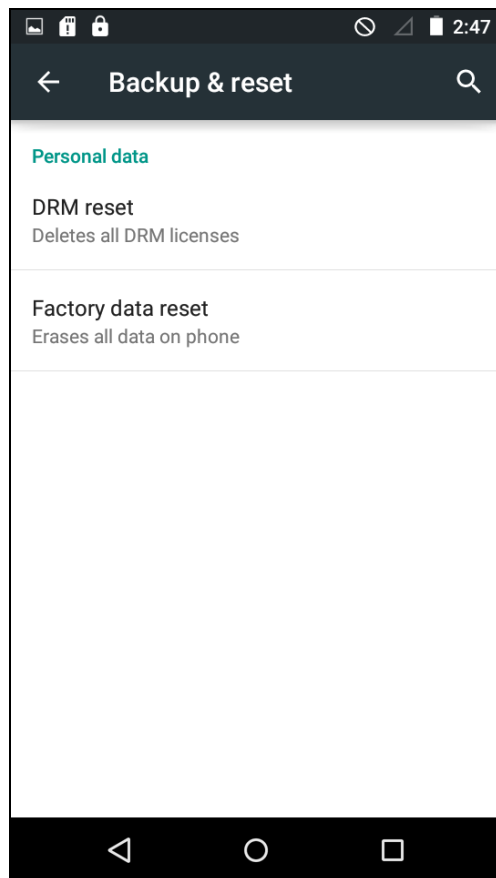 2:47
Backup & reset
Personal data
DRM reset
Deletes all DRM licenses
Factory data reset
Erases all data on phone